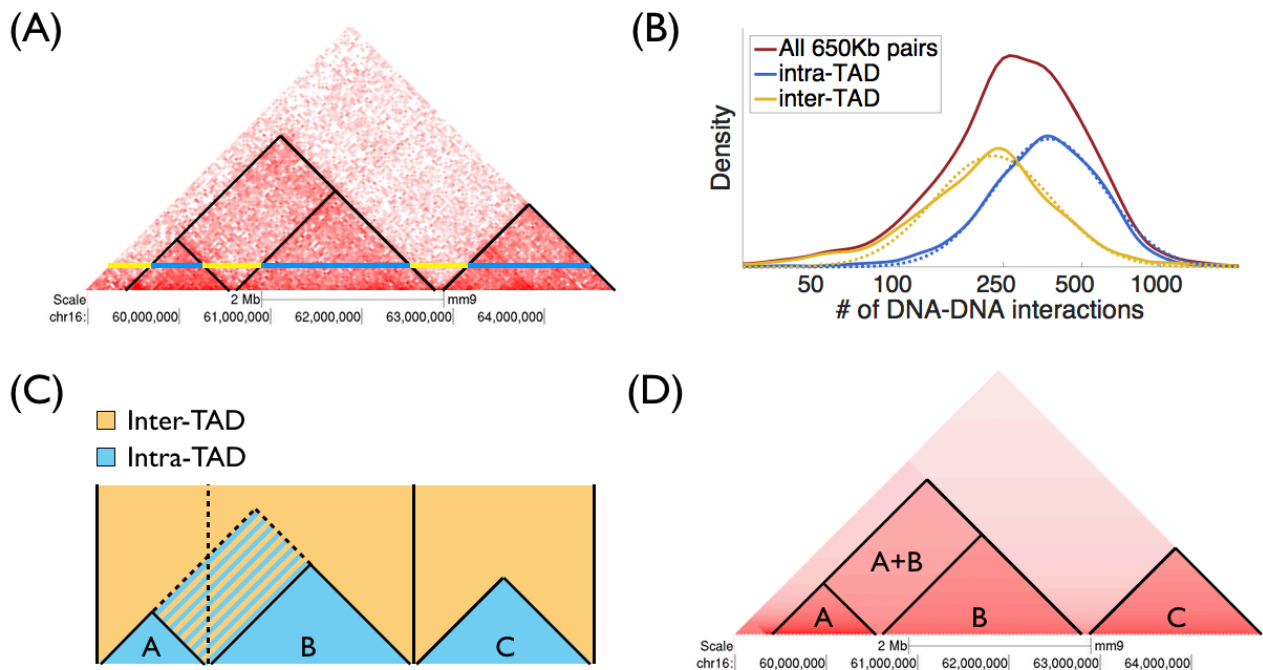 (A)
Scale
2 Mb
mm9
chr16:
60,000,000
61,000,000
62,000,000
63,000,000
64,000,000
(B)
All 650Kb pairs
intra-TAD
inter-TAD
Density
50
100
250
500
1000
# of DNA-DNA interactions
(C)
Inter-TAD
Intra-TAD
A
B
C
(D)
A+B
A
B
C
Scale
2 Mb
mm9
chr16:
60,000,000
61,000,000
62,000,000
63,000,000
64,000,000